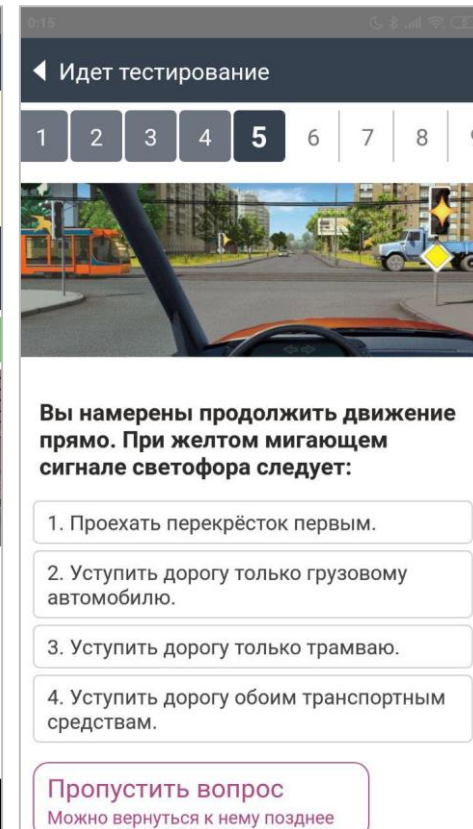 0:15
Идет тестирование
1 2 3 4 5 6 7 8
Вы намерены продолжить движение
прямо. При желтом мигающем
сигнале светофора следует:
1. Проехать перекрёсток первым.
2. Уступить дорогу только грузовому
автомобилю.
3. Уступить дорогу только трамваю.
4. Уступить дорогу обоим транспортным
средствам.
Пропустить вопрос
Можно вернуться к нему позднее